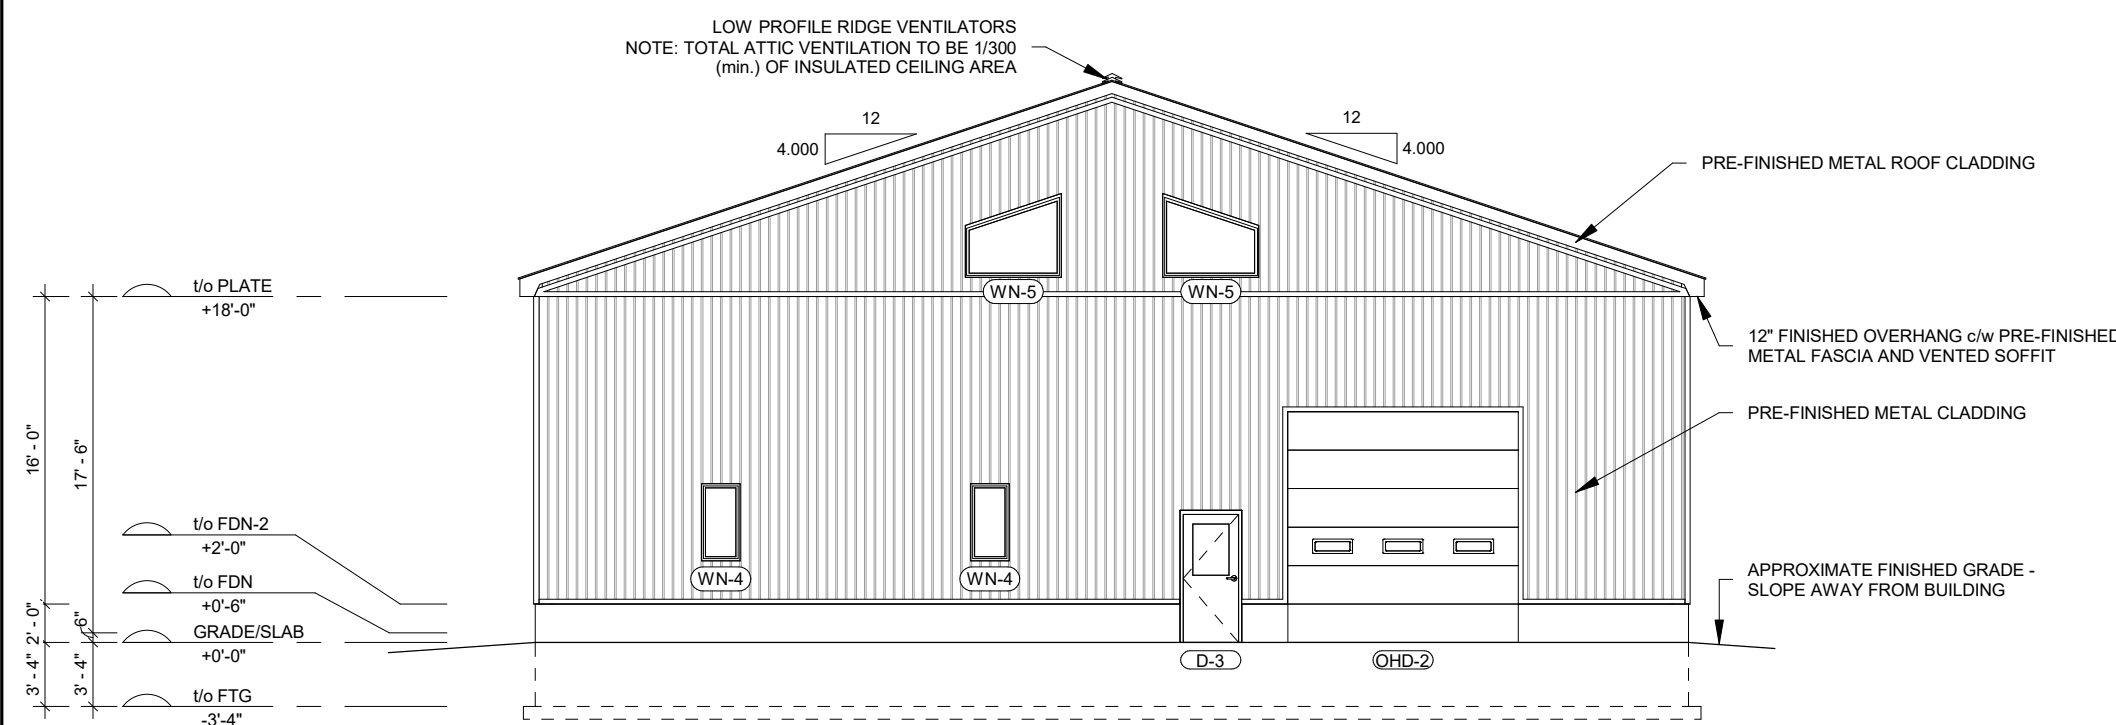 LOW PROFILE RIDGE VENTILATORS
NOTE: TOTAL ATTIC VENTILATION TO BE 1/300
(min.) OF INSULATED CEILING AREA
12
4.000
12
4.000
PRE-FINISHED METAL ROOF CLADDING
t/o PLATE
+18'-0"
WN-5
WN-5
12" FINISHED OVERHANG c/w PRE-FINISHED
METAL FASCIA AND VENTED SOFFIT
PRE-FINISHED METAL CLADDING
16' - 0"
17' - 6"
t/o FDN-2
+2'-0"
WN-4
WN-4
t/o FDN
+0'-6"
APPROXIMATE FINISHED GRADE -
SLOPE AWAY FROM BUILDING
2' - 0"
6"
GRADE/SLAB
+0'-0"
D-3
OHD-2
3' - 4"
3' - 4"
t/o FTG
-3'-4"